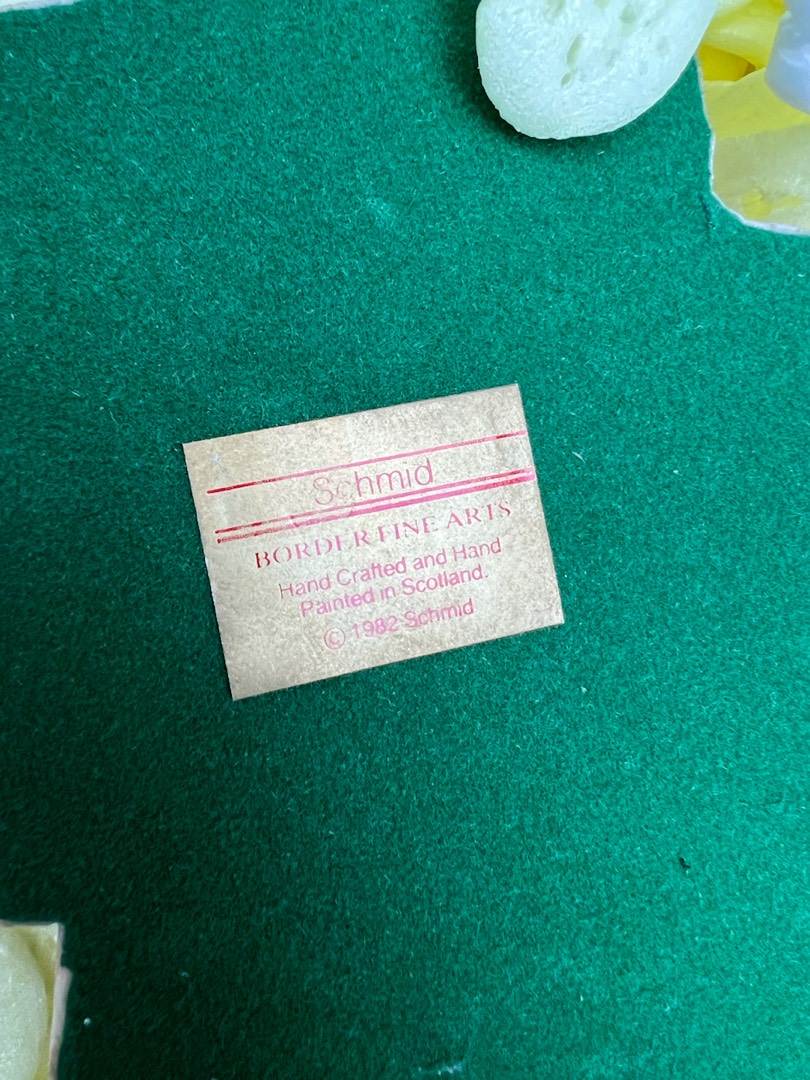 Schmid
BORDER FINE ARTS
Hand Crafted and Hand
Painted in Scotland.
© 1982 Schmid